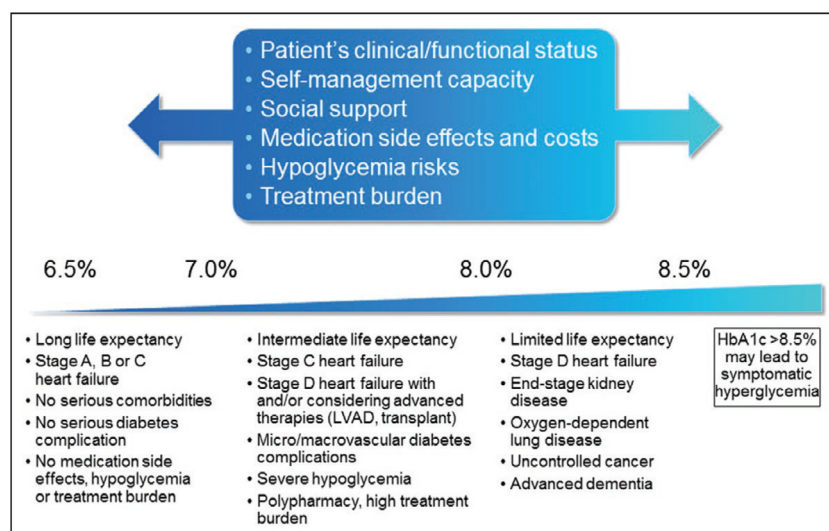 • Patient's clinical/functional status
• Self-management capacity
• Social support
• Medication side effects and costs
• Hypoglycemia risks
• Treatment burden
6.5% 7.0% 8.0% 8.5%
• Long life expectancy
• Stage A, B or C
heart failure
• No serious comorbidities
• No serious diabetes
complication
• No medication side
effects, hypoglycemia
or treatment burden
• Intermediate life expectancy
• Stage C heart failure
• Stage D heart failure with
and/or considering advanced
therapies (LVAD, transplant)
• Micro/macrovascular diabetes
complications
• Severe hypoglycemia
• Polypharmacy, high treatment
burden
• Limited life expectancy
• Stage D heart failure
• End-stage kidney
disease
• Oxygen-dependent
lung disease
• Uncontrolled cancer
• Advanced dementia
HbA1c >8.5%
may lead to
symptomatic
hyperglycemia